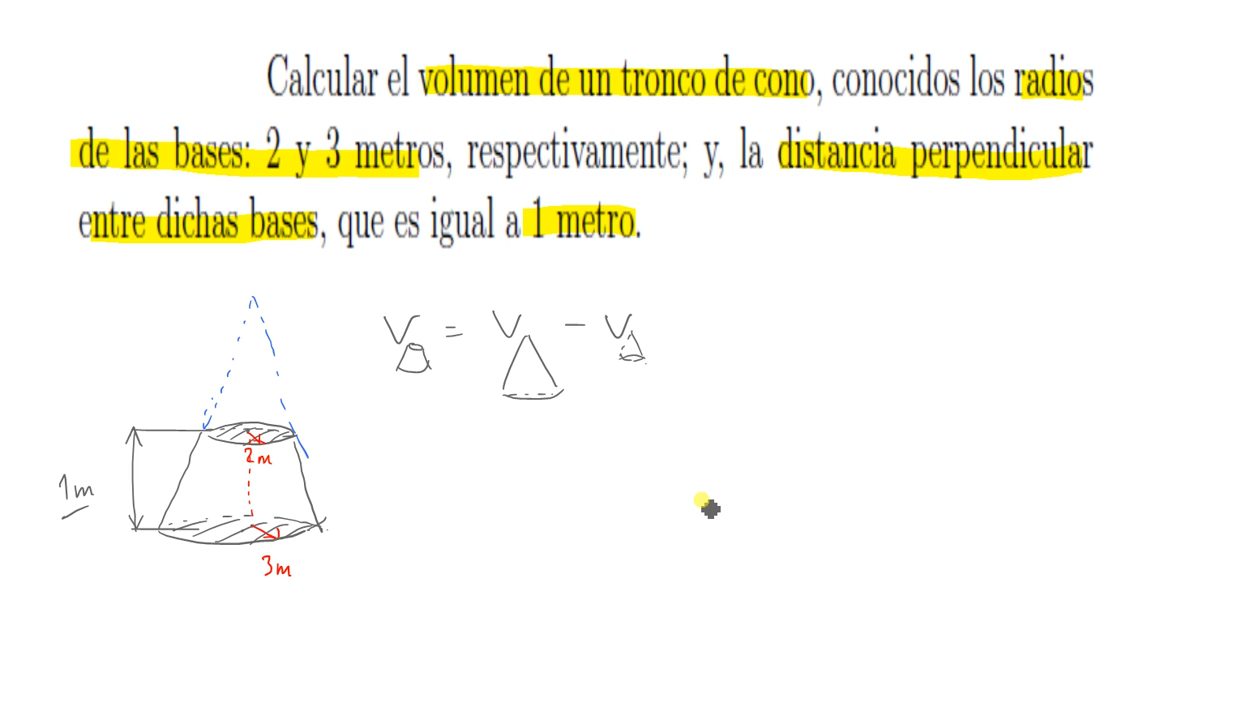 Calcular el volumen de un tronco de cono, conocidos los radios
de las bases: 2 y 3 metros, respectivamente; y, la distancia perpendicular
entre dichas bases, que es igual a 1 metro.
V = V - V
2m
1m
3m